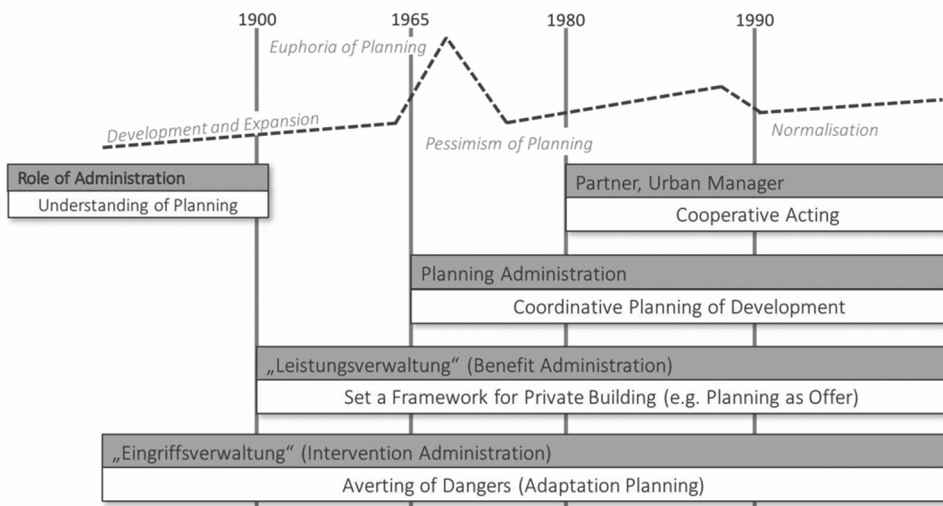 1900 1965 1980 1990
Euphoria of Planning
Development and Expansion
Pessimism of Planning
Normalisation
Role of Administration
Understanding of Planning
Partner, Urban Manager
Cooperative Acting
Planning Administration
Coordinative Planning of Development
„Leistungsverwaltung“ (Benefit Administration)
Set a Framework for Private Building (e.g. Planning as Offer)
„Eingriffsverwaltung“ (Intervention Administration)
Averting of Dangers (Adaptation Planning)